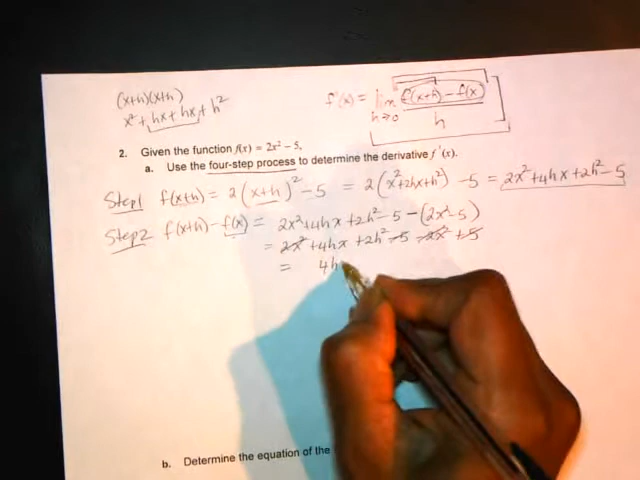 (x+h)(x+h)
x² + hx + hx + h²
f'(x) = lim h→0 f(x+h) - f(x) / h
2. Given the function f(x) = 2x² – 5,
a. Use the four-step process to determine the derivative f'(x).
Step1 f(x+h) = 2(x+h)² - 5 = 2(x²+2hx+h²) - 5 = 2x²+4hx+2h²-5
Step2 f(x+h) - f(x) = 2x²+4hx+2h²-5-(2x²-5)
= 2x²+4hx+2h²-5-2x²+5
= 4h
b. Determine the equation of the